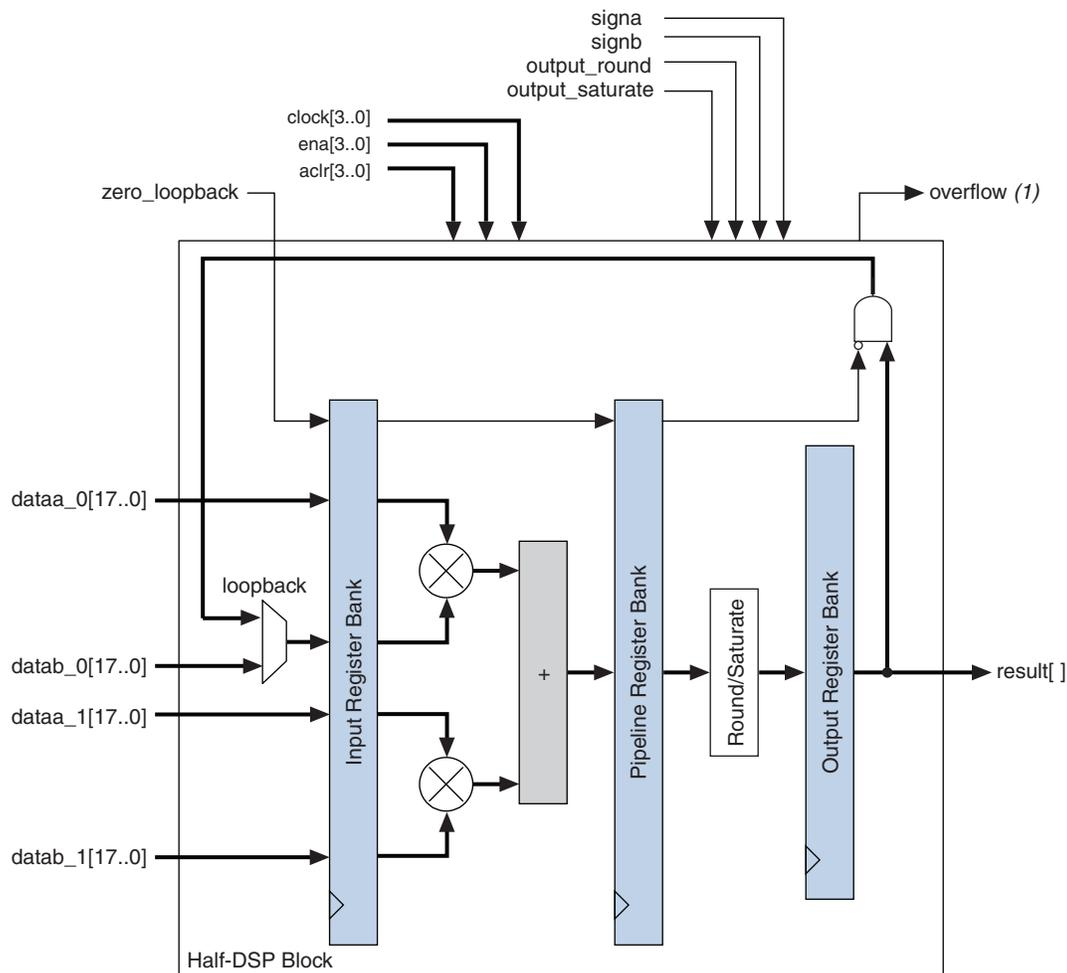 signa
signb
output_round
output_saturate
clock[3..0]
ena[3..0]
aclr[3..0]
zero_loopback
overflow (1)
dataa_0[17..0]
loopback
datab_0[17..0]
dataa_1[17..0]
datab_1[17..0]
Input Register Bank
+
Pipeline Register Bank
Round/Saturate
Output Register Bank
result[ ]
Half-DSP Block